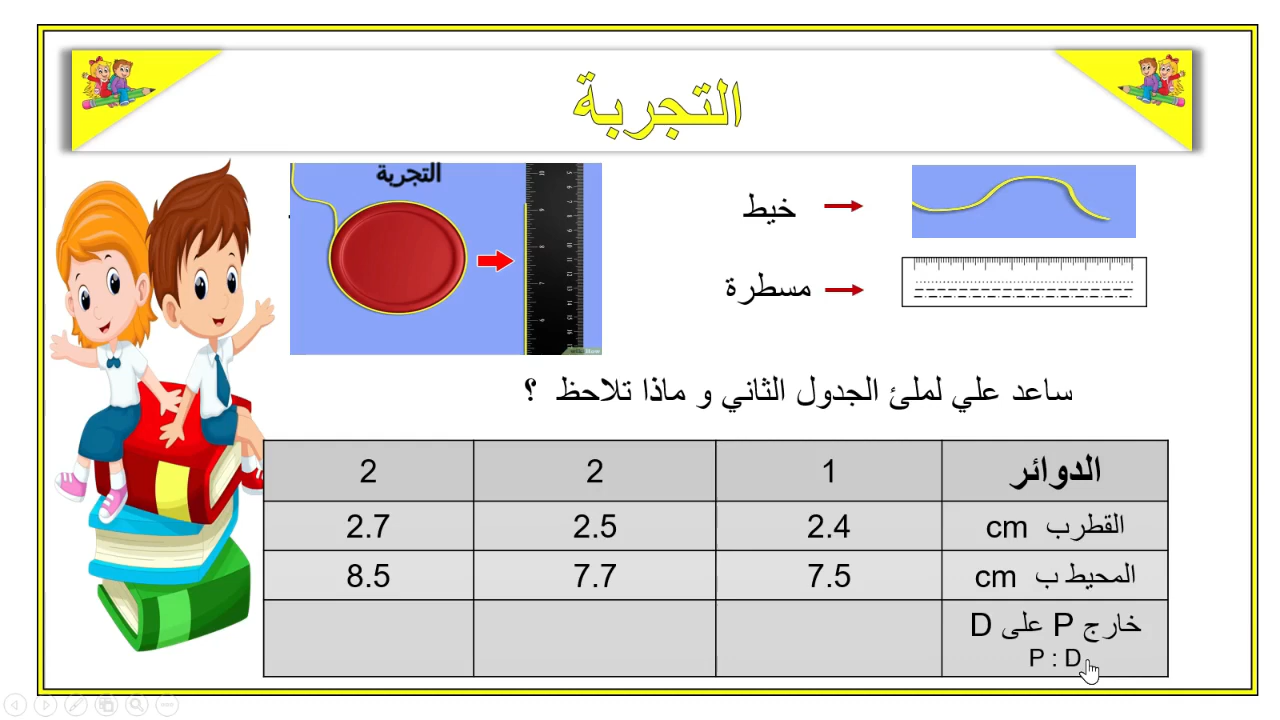 التجربة
التجربة
خيط
مسطرة
ساعد علي لملئ الجدول الثاني و ماذا تلاحظ ؟
الدوائر 1 2 2
القطرب cm 2.4 2.5 2.7
المحيط ب cm 7.5 7.7 8.5
خارج P على D
P : D